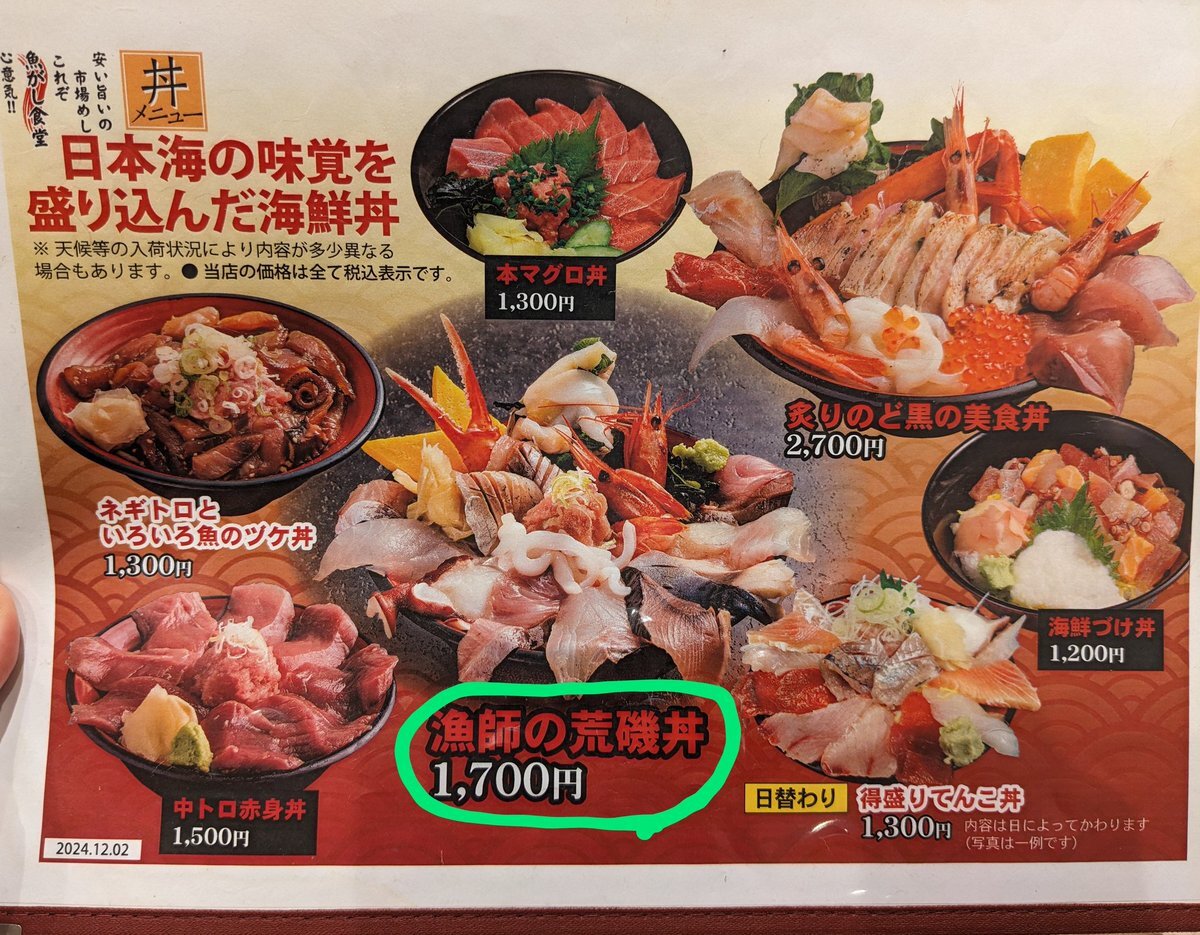 安い旨いの
市場めし
これぞ
魚がし食堂
心意気!!
丼
メニュー
日本海の味覚を
盛り込んだ海鮮丼
※ 天候等の入荷状況により内容が多少異なる
場合もあります。● 当店の価格は全て税込表示です。
本マグロ丼
1,300円
炙りのど黒の美食丼
2,700円
ネギトロと
いろいろ魚のヅケ丼
1,300円
海鮮づけ丼
1,200円
漁師の荒磯丼
1,700円
中トロ赤身丼
1,500円
日替わり
得盛りてんこ丼
1,300円
内容は日によってかわります
(写真は一例です)
2024.12.02